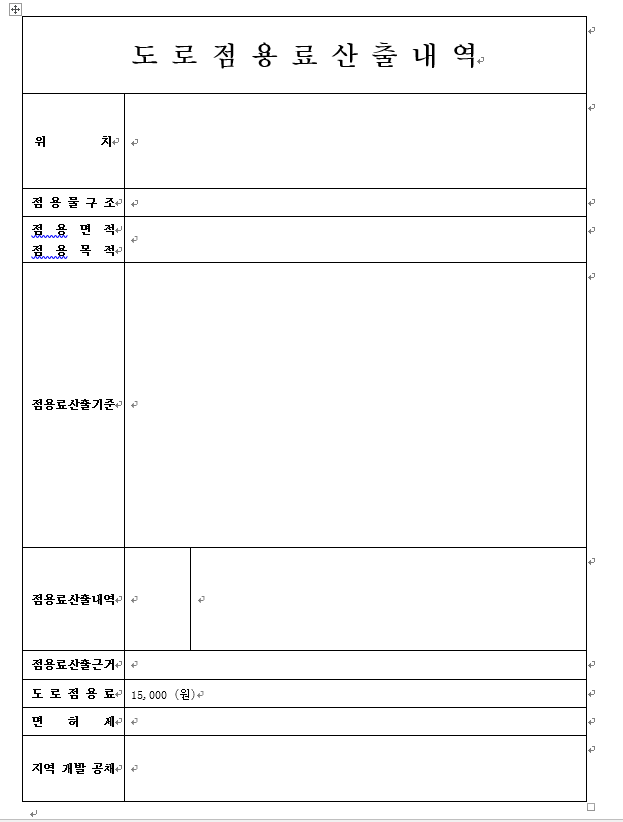 도 로 점 용 료 산 출 내 역
위 치
점 용 물 구 조
점 용 면 적
점 용 목 적
점용료산출기준
점용료산출내역
점용료산출근거
도 로 점 용 료 15,000 (원)
면 허 세
지역 개발 공채